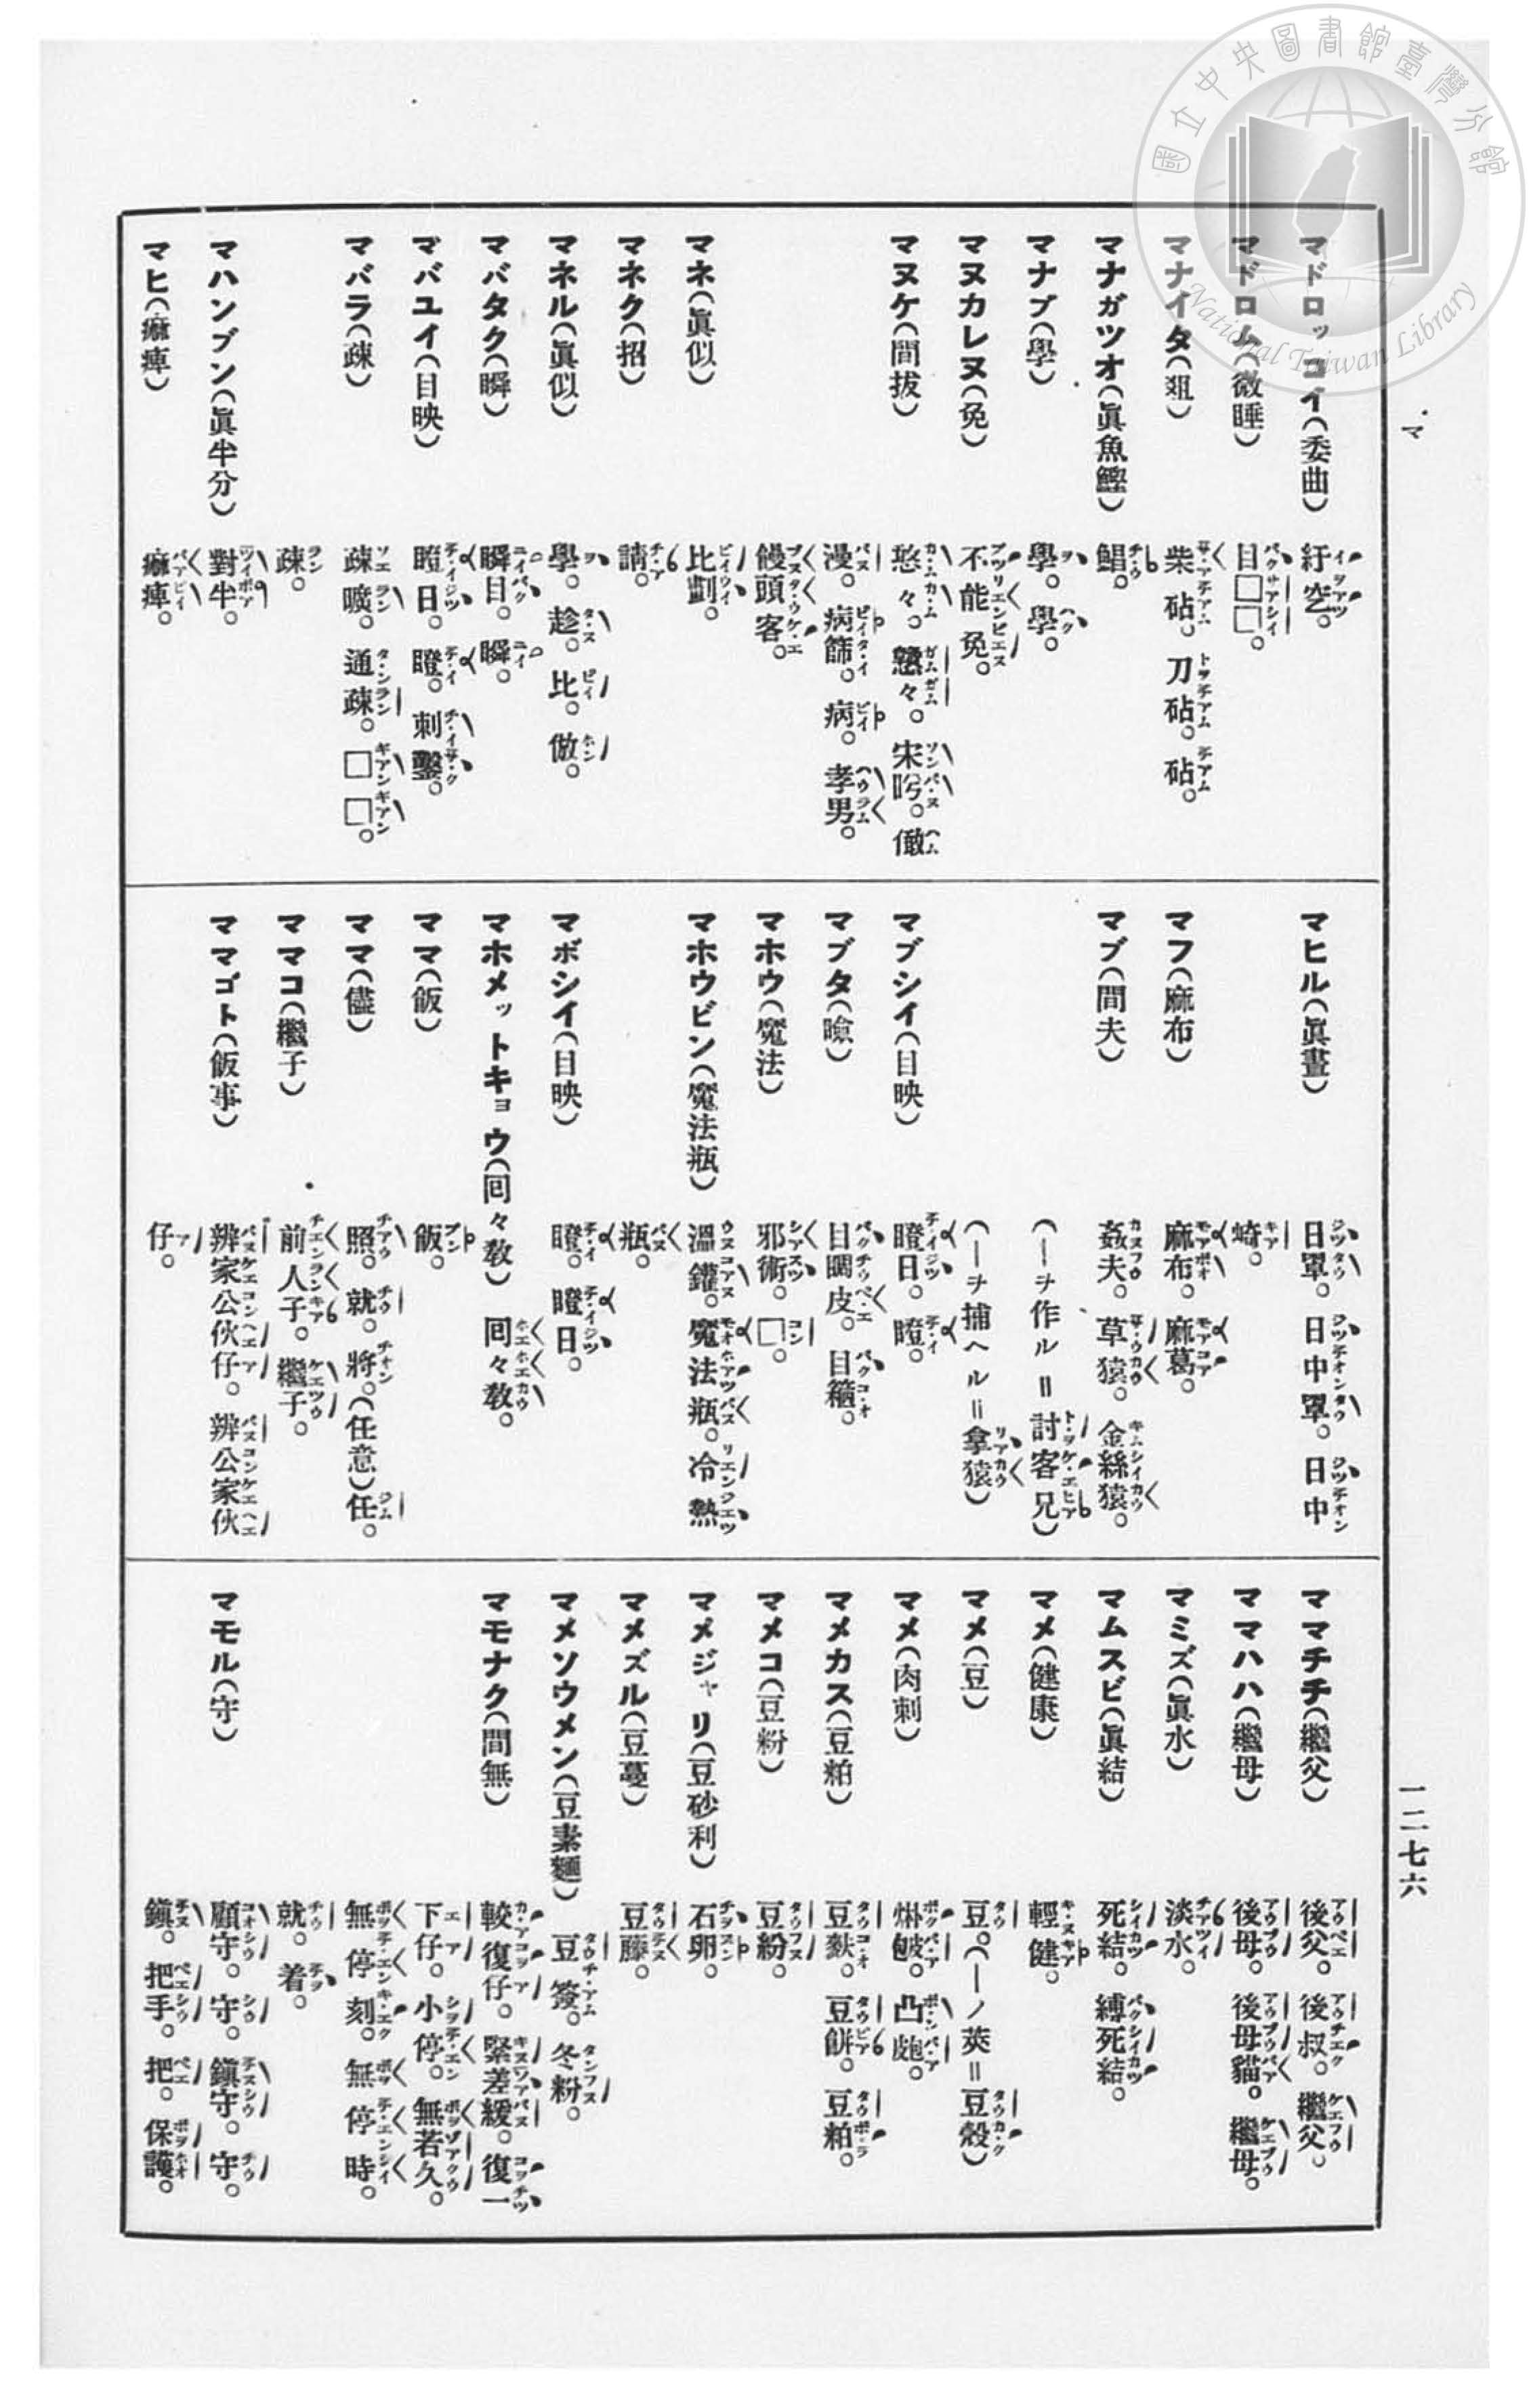 國立中央圖書館臺灣分館
National Taiwan Library
マ
一二七六
マドロッコイ(委曲) 紆空。
マドロム(微睡) 目□□。
マナイタ(爼) 柴砧。刀砧。砧。
マナガツオ(眞魚鰹) 鯧。
マナブ(學) 學。學。
マヌカレヌ(免) 不能免。
マヌケ(間拔) 憨々。戇々。宋盼。儆
漫。病篩。病。孝男。
饅頭客。
マネ(眞似) 比劃。
マネク(招) 請。
マネル(眞似) 學。趁。比。倣。
マバタク(瞬) 瞬目。瞬。
マバユイ(目映) 瞪日。瞪。刺鑿。
マバラ(疎) 疎曠。通疎。□□。
疎。
マハンブン(眞半分) 對半。
マヒ(痲痺) 痲痺。
マヒル(眞晝) 日罩。日中罩。日中
崎。
マフ(麻布) 麻布。麻葛。
マブ(間夫) 姦夫。草猿。金絲猿。
(ーヲ作ル=討客兄)
(ーヲ捕ヘル=拿猿)
マブシイ(目映) 瞪日。瞪。
マブタ(瞼) 目睭皮。目籠。
マホウ(魔法) 邪術。□。
マホウビン(魔法瓶) 溫鑵。魔法瓶。冷熱
瓶。
マボシイ(目映) 瞪。瞪日。
マホメットキョウ(囘々敎) 囘々敎。
ママ(飯) 飯。
ママ(儘) 照。就。將。(任意)任。
ママコ(繼子) 前人子。繼子。
ママゴト(飯事) 辨家公伙仔。辨公家伙
仔。
ママチチ(繼父) 後父。後叔。繼父。
ママハハ(繼母) 後母。後母貓。繼母。
マミズ(眞水) 淡水。
マムスビ(眞結) 死結。縛死結。
マメ(健康) 輕健。
マメ(豆) 豆。(ーノ莢=豆殼)
マメ(肉刺) 凸
マメカス(豆粕) 豆麩。豆餅。豆粕。
マメコ(豆粉) 豆粉。
マメジャリ(豆砂利) 石卵。
マメズル(豆蔓) 豆藤。
マメソウメン(豆素麵) 豆簽。冬粉。
マモナク(間無) 較復仔。緊差緩。復一
下仔。小停。無若久。
無停刻。無停時。
就。着。
マモル(守) 顧守。守。鎭守。守。
鎭。把手。把。保護。